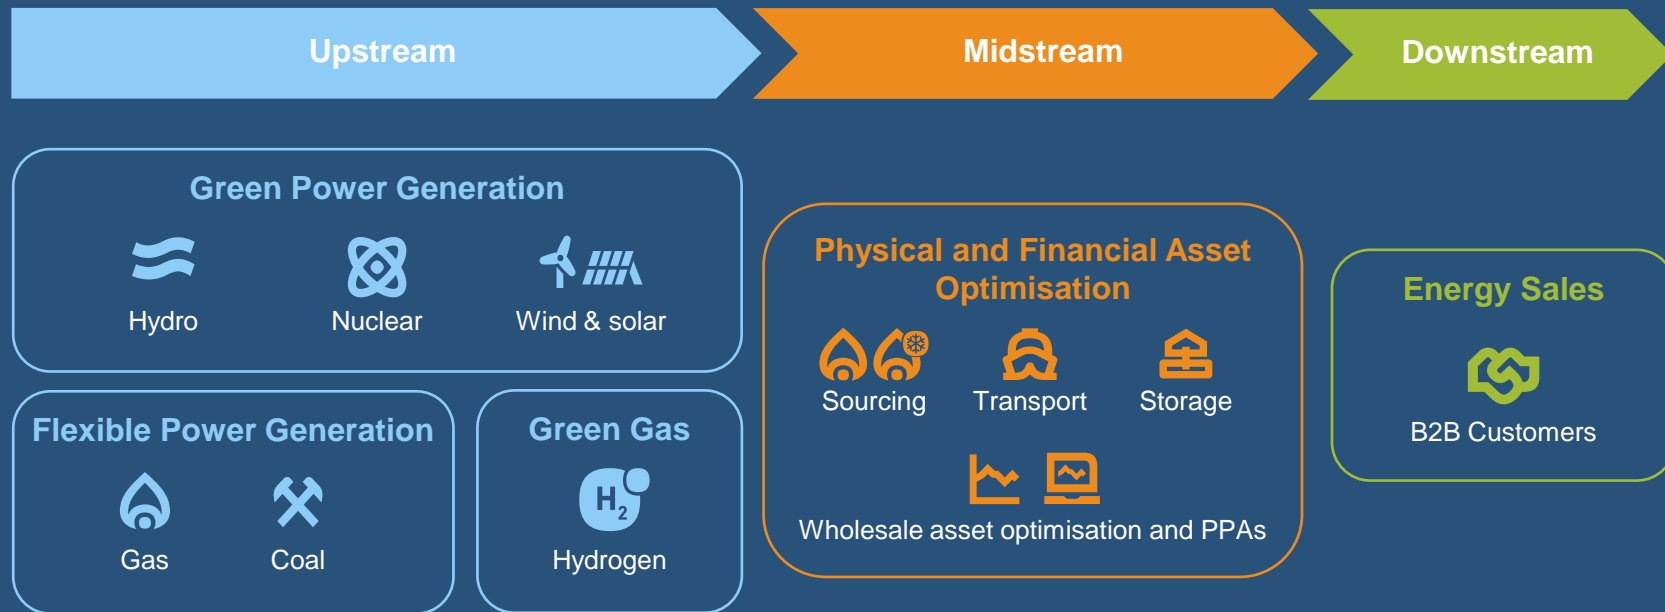 Upstream
Midstream
Downstream
Green Power Generation
Hydro
Nuclear
Wind & solar
Flexible Power Generation
Gas
Coal
Green Gas
H2
Hydrogen
Physical and Financial Asset
Optimisation
Sourcing
Transport
Storage
Wholesale asset optimisation and PPAs
Energy Sales
B2B Customers